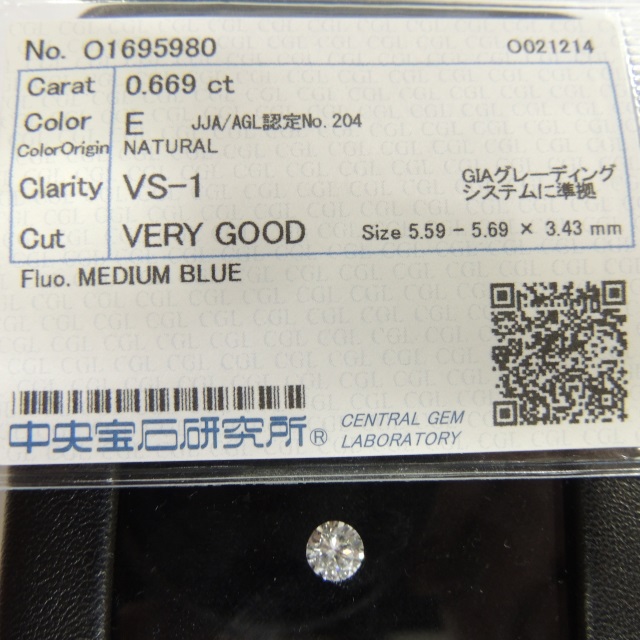 No. O1695980 O021214
Carat 0.669 ct
Color E JJA/AGL認定No.204
ColorOrigin NATURAL
Clarity VS-1 GIAグレーディング
システムに準拠
Cut VERY GOOD Size 5.59 - 5.69 × 3.43 mm
Fluo. MEDIUM BLUE
中央宝石研究所® CENTRAL GEM
LABORATORY